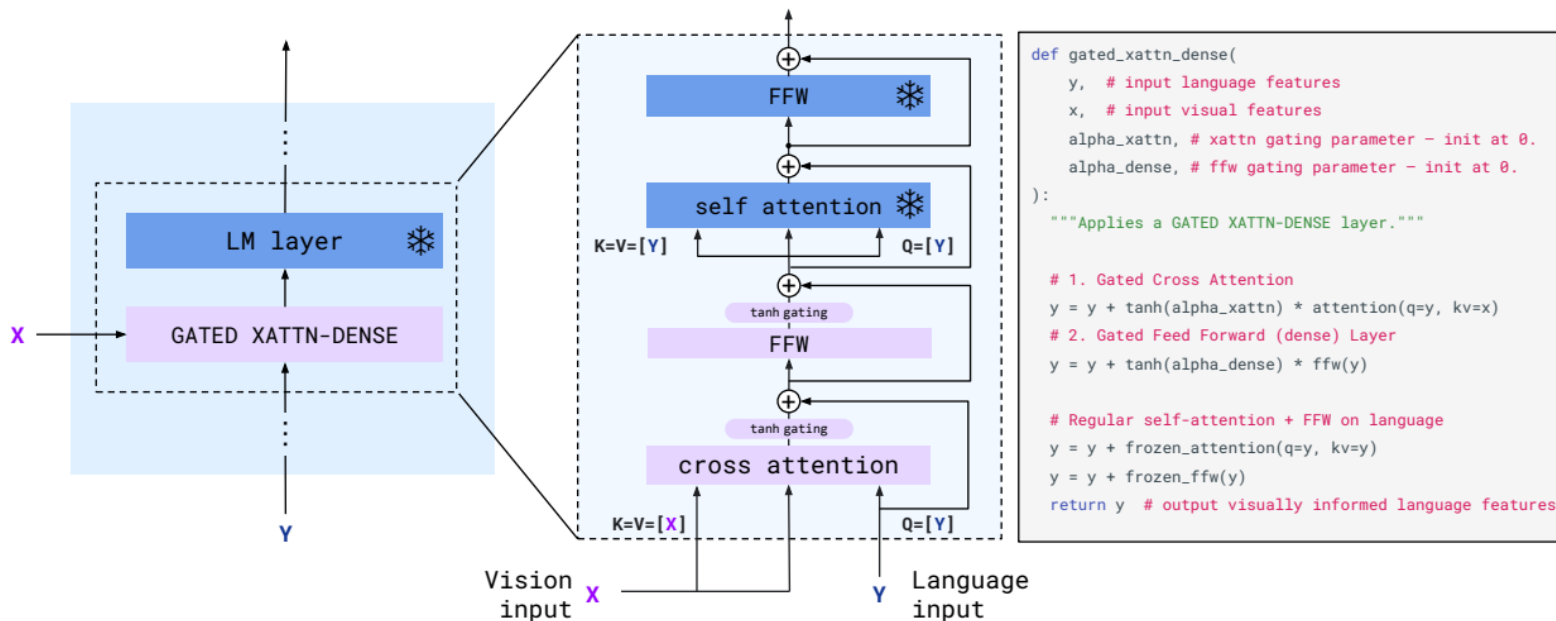 LM layer
X
GATED XATTN-DENSE
Y
FFW
self attention
K=V=[Y]
Q=[Y]
tanh gating
FFW
tanh gating
cross attention
K=V=[X]
Q=[Y]
Vision
input
X
Y
Language
input
def gated_xattn_dense(
y,  # input language features
x,  # input visual features
alpha_xattn, # xattn gating parameter – init at 0.
alpha_dense, # ffw gating parameter – init at 0.
):
"""Applies a GATED XATTN-DENSE layer."""
# 1. Gated Cross Attention
y = y + tanh(alpha_xattn) * attention(q=y, kv=x)
# 2. Gated Feed Forward (dense) Layer
y = y + tanh(alpha_dense) * ffw(y)
# Regular self-attention + FFW on language
y = y + frozen_attention(q=y, kv=y)
y = y + frozen_ffw(y)
return y  # output visually informed language features